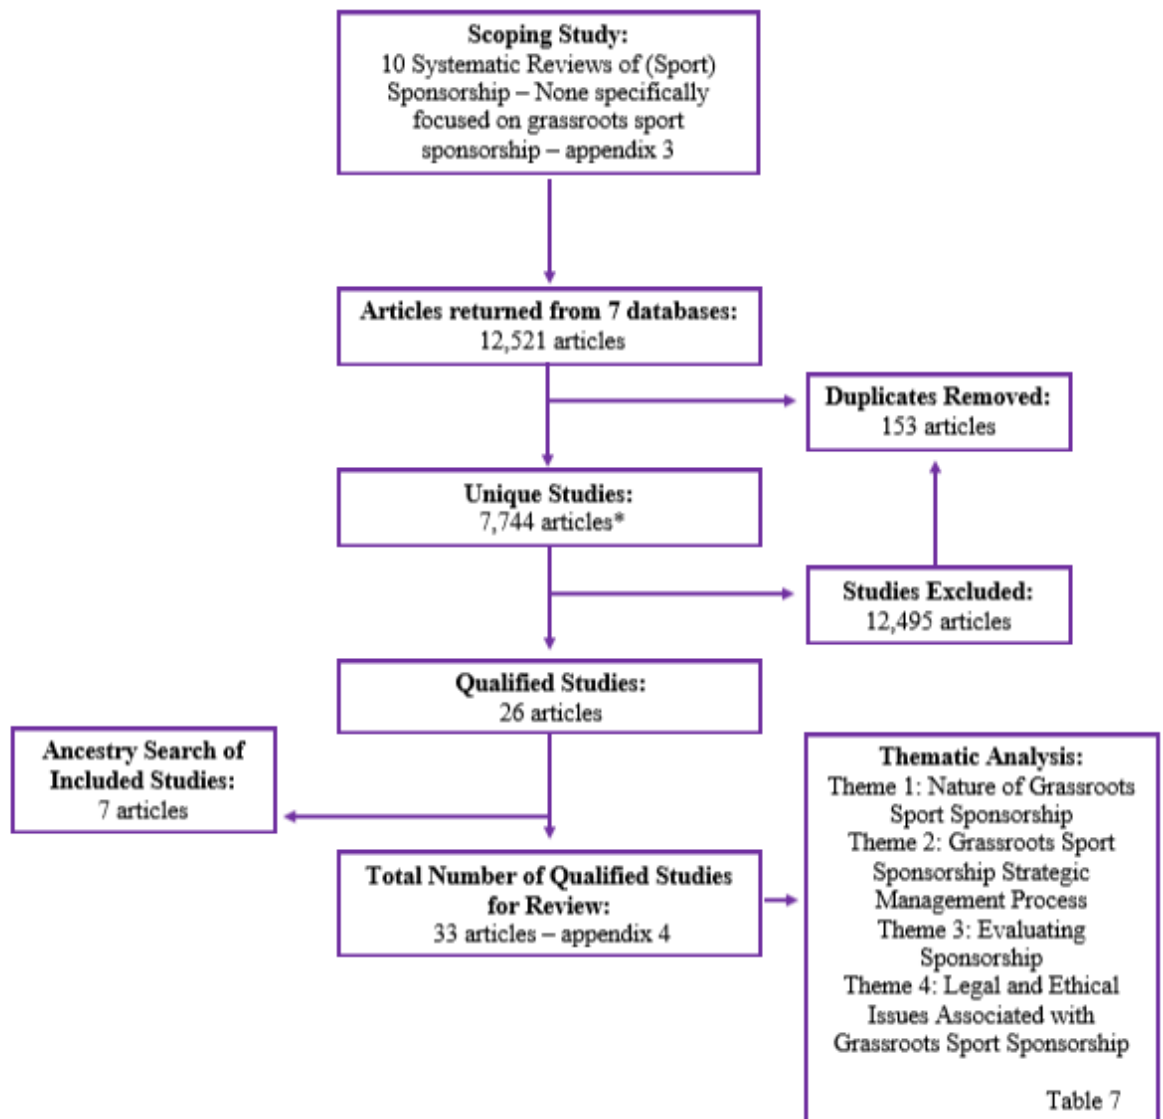 Scoping Study:
10 Systematic Reviews of (Sport)
Sponsorship – None specifically
focused on grassroots sport
sponsorship – appendix 3
Articles returned from 7 databases:
12,521 articles
Duplicates Removed:
153 articles
Unique Studies:
7,744 articles*
Studies Excluded:
12,495 articles
Qualified Studies:
26 articles
Ancestry Search of
Included Studies:
7 articles
Total Number of Qualified Studies
for Review:
33 articles – appendix 4
Thematic Analysis:
Theme 1: Nature of Grassroots
Sport Sponsorship
Theme 2: Grassroots Sport
Sponsorship Strategic
Management Process
Theme 3: Evaluating
Sponsorship
Theme 4: Legal and Ethical
Issues Associated with
Grassroots Sport Sponsorship
Table 7